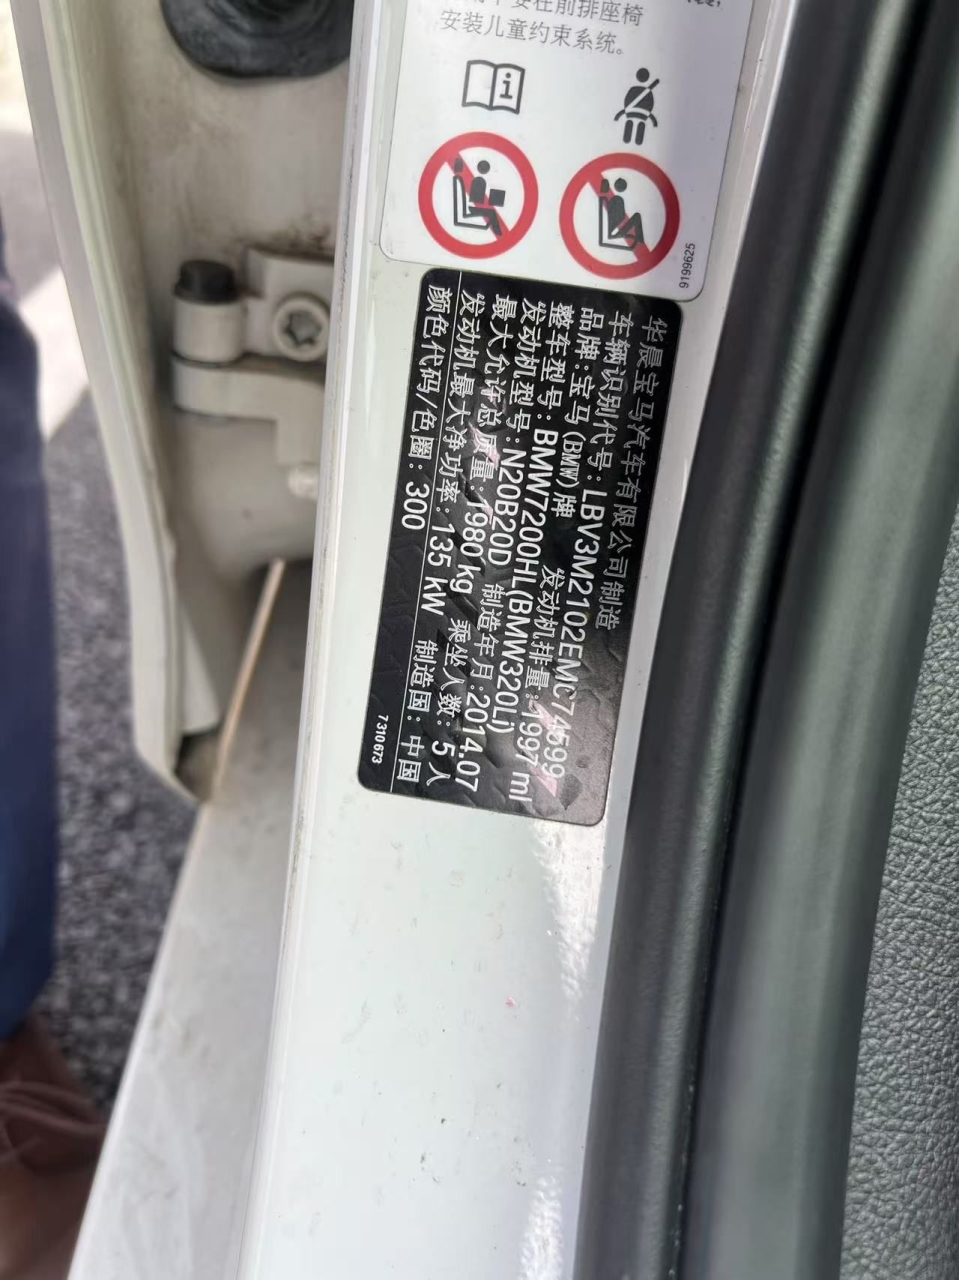 安装儿童约束系统。
9199625
华晨宝马汽车有限公司制造
车辆识别代号：LBV3M2102EMC74599
品牌：宝马(BMW)牌 发动机排量：1997 ml
整车型号：BMW7200HL(BMW320Li)
发动机型号：N20B20D 制造年月：2014.07
最大允许总质量：1980 kg 乘坐人数：5人
发动机最大净功率：135 kW 制造国：中国
颜色代码/色圈：300
7310673